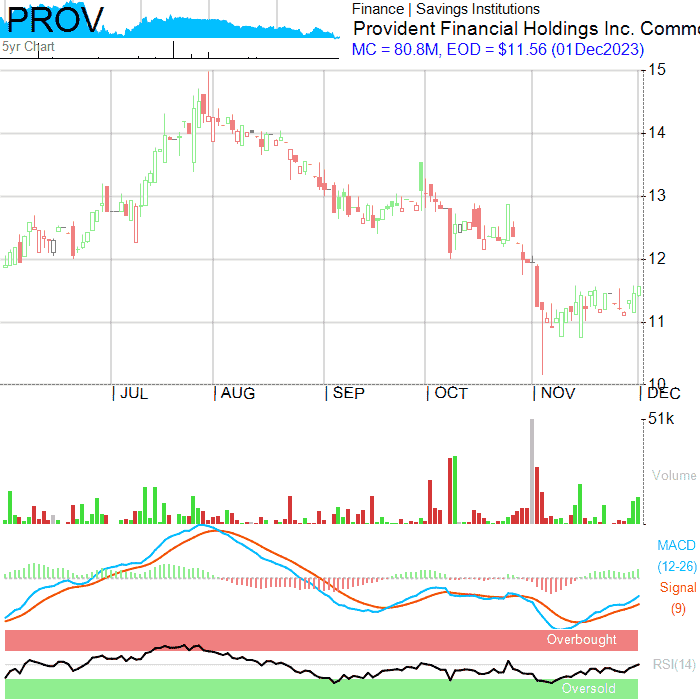 PROV
5yr Chart
Finance | Savings Institutions
Provident Financial Holdings Inc. Commo
MC = 80.8M, EOD = $11.56 (01Dec2023)
15
14
13
12
11
10
| JUL
| AUG
| SEP
| OCT
| NOV
| DEC
51k
Volume
MACD
(12-26)
Signal
(9)
Overbought
RSI(14)
Oversold